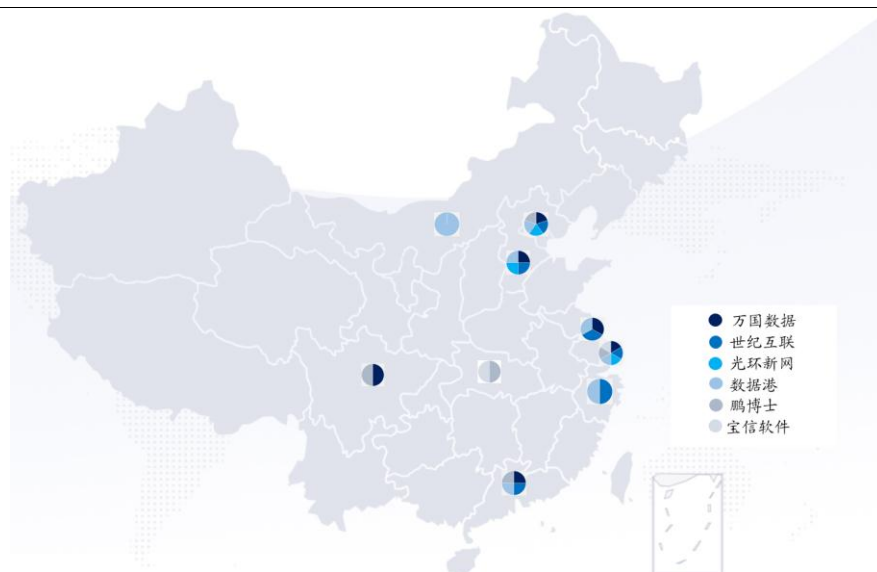 万国数据
世纪互联
光环新网
数据港
鹏博士
宝信软件